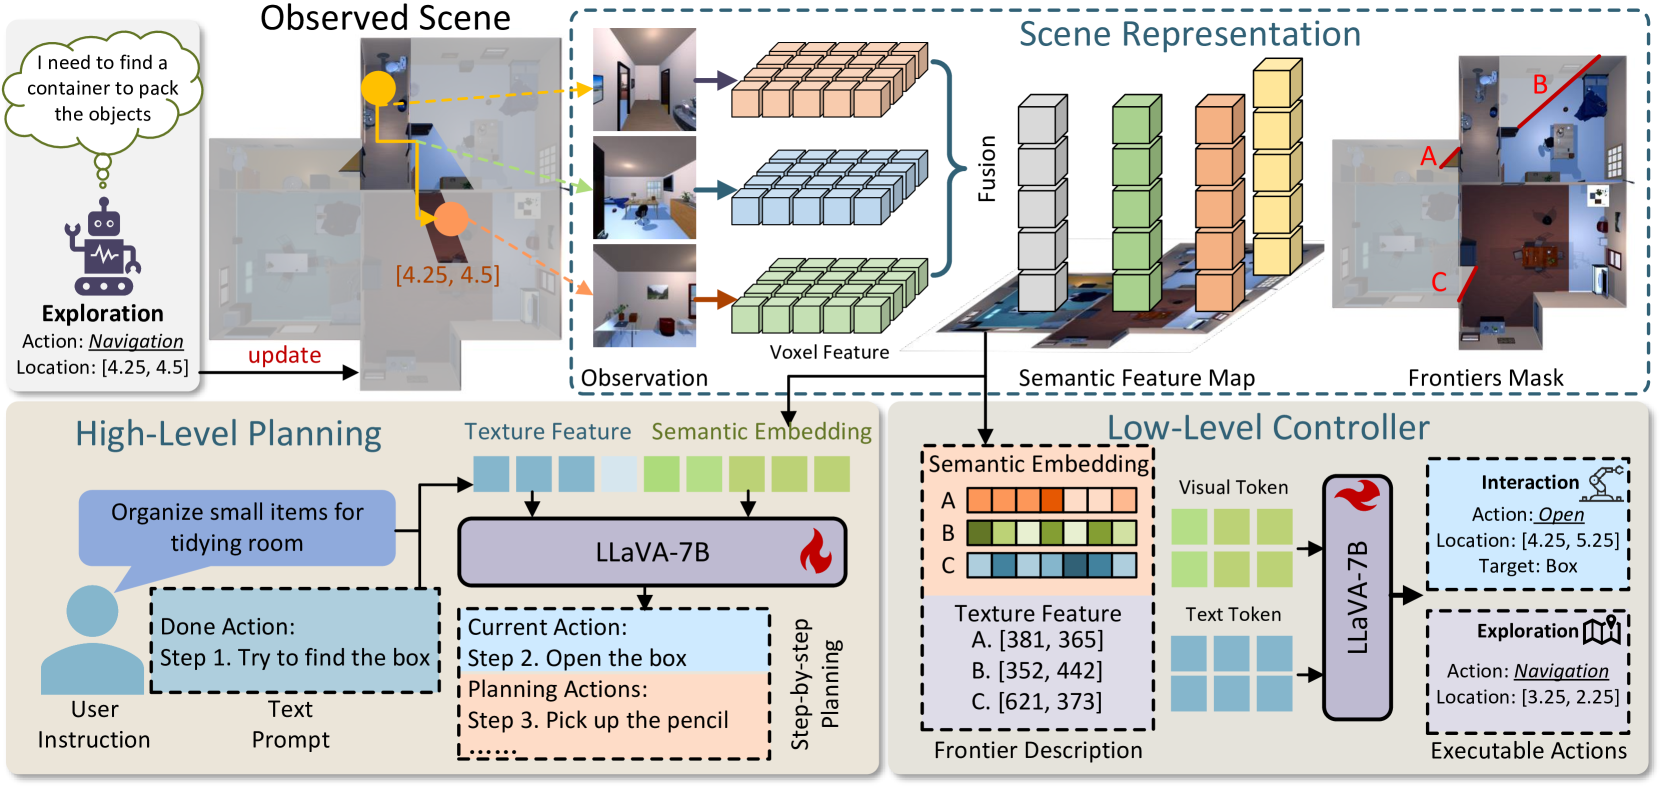 Observed Scene
I need to find a
container to pack
the objects
Exploration
Action: Navigation
Location: [4.25, 4.5]
update
[4.25, 4.5]
Scene Representation
Observation
Voxel Feature
Fusion
Semantic Feature Map
A
B
C
Frontiers Mask
High-Level Planning
Texture Feature
Semantic Embedding
Organize small items for
tidying room
LLaVA-7B
Done Action:
Step 1. Try to find the box
User
Instruction
Text
Prompt
Current Action:
Step 2. Open the box
Planning Actions:
Step 3. Pick up the pencil
......
Step-by-step
Planning
Low-Level Controller
Semantic Embedding
A
B
C
Texture Feature
A. [381, 365]
B. [352, 442]
C. [621, 373]
Frontier Description
Visual Token
Text Token
LLaVA-7B
Interaction
Action: Open
Location: [4.25, 5.25]
Target: Box
Exploration
Action: Navigation
Location: [3.25, 2.25]
Executable Actions